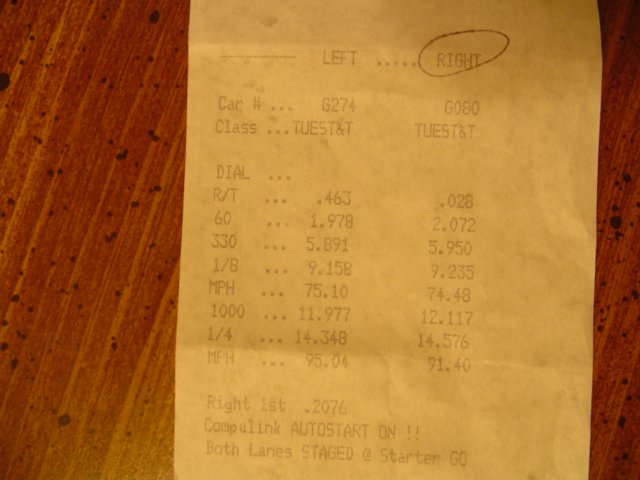 ---------- LEFT ..... RIGHT
Car # ... G274 G080
Class ...TUEST&T TUEST&T
DIAL ...
R/T ... .463 .028
60 ... 1.978 2.072
330 ... 5.891 5.950
1/8 ... 9.158 9.235
MPH ... 75.10 74.48
1000 ... 11.977 12.117
1/4 ... 14.348 14.576
MPH ... 95.04 91.40
Right 1st .2076
Compulink AUTOSTART ON !!
Both Lanes STAGED @ Starter GO